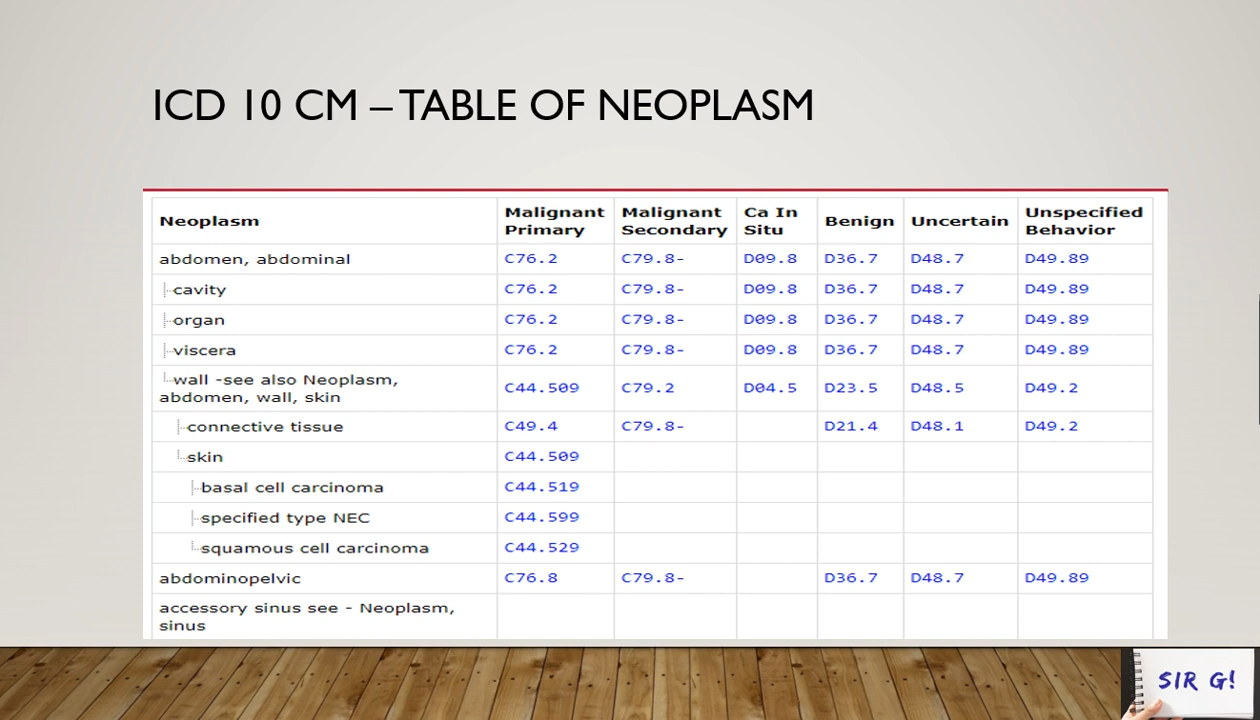 ICD 10 CM – TABLE OF NEOPLASM
Neoplasm Malignant Primary Malignant Secondary Ca In Situ Benign Uncertain Unspecified Behavior
abdomen, abdominal C76.2 C79.8- D09.8 D36.7 D48.7 D49.89
cavity C76.2 C79.8- D09.8 D36.7 D48.7 D49.89
organ C76.2 C79.8- D09.8 D36.7 D48.7 D49.89
viscera C76.2 C79.8- D09.8 D36.7 D48.7 D49.89
wall -see also Neoplasm, abdomen, wall, skin C44.509 C79.2 D04.5 D23.5 D48.5 D49.2
connective tissue C49.4 C79.8- D21.4 D48.1 D49.2
skin C44.509
basal cell carcinoma C44.519
specified type NEC C44.599
squamous cell carcinoma C44.529
abdominopelvic C76.8 C79.8- D36.7 D48.7 D49.89
accessory sinus see - Neoplasm, sinus
SIR G!